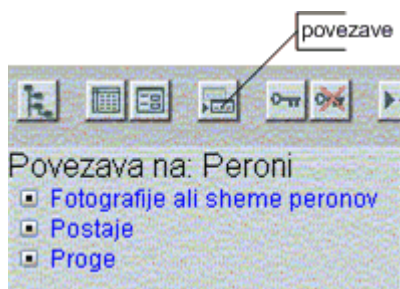 povezave
Povezava na: Peroni
Fotografije ali sheme peronov
Postaje
Proge